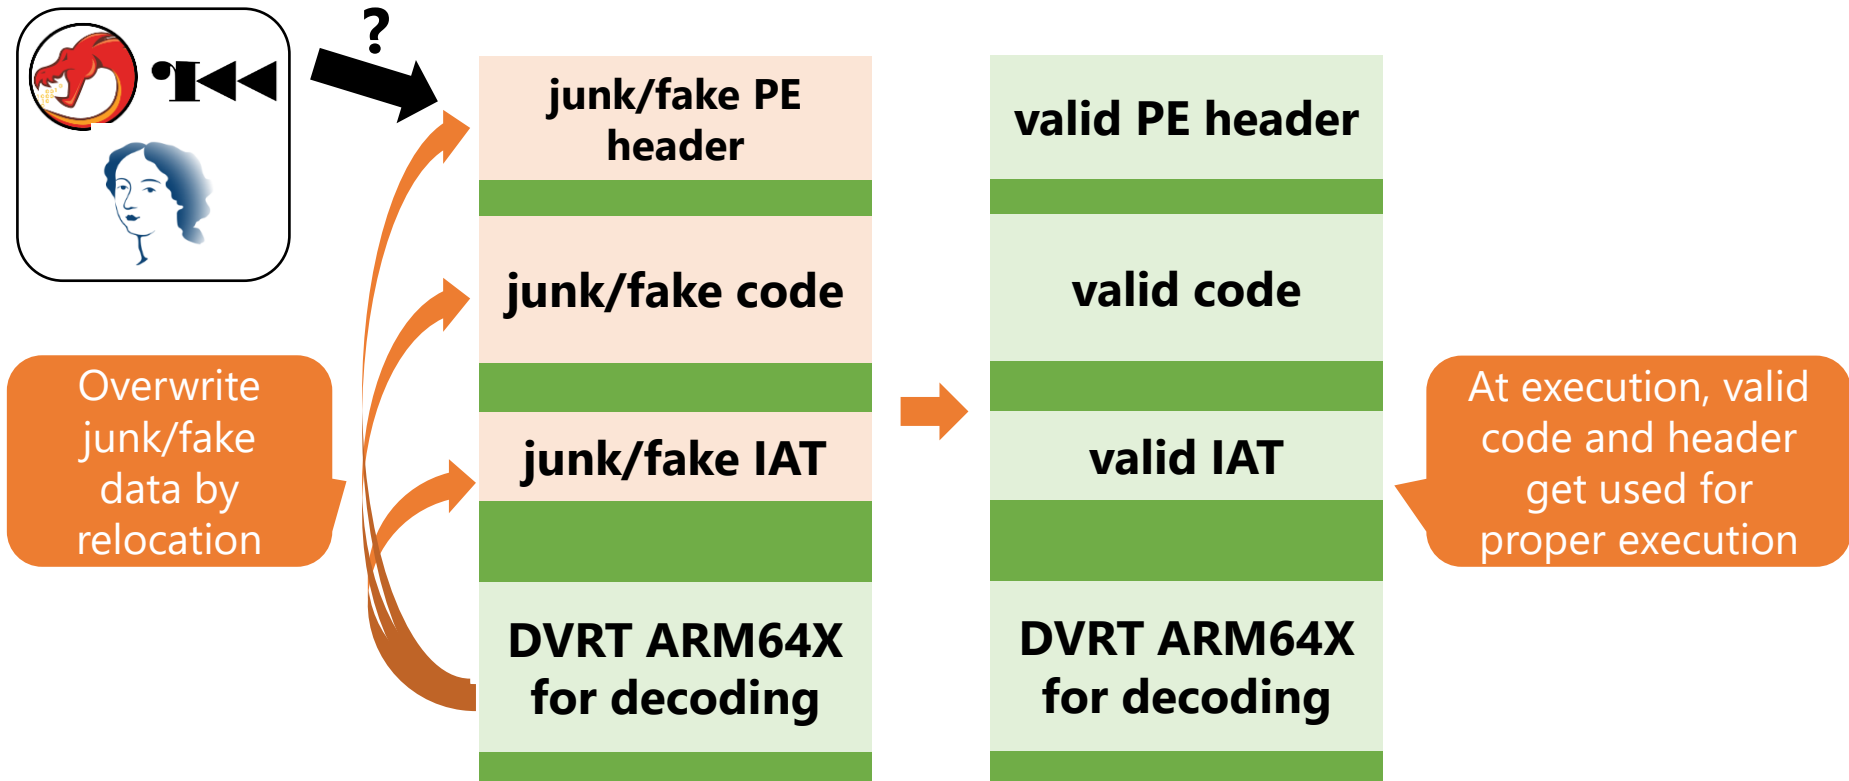 ?
junk/fake PE
header
junk/fake code
junk/fake IAT
DVRT ARM64X
for decoding
valid PE header
valid code
valid IAT
DVRT ARM64X
for decoding
Overwrite
junk/fake
data by
relocation
At execution, valid
code and header
get used for
proper execution